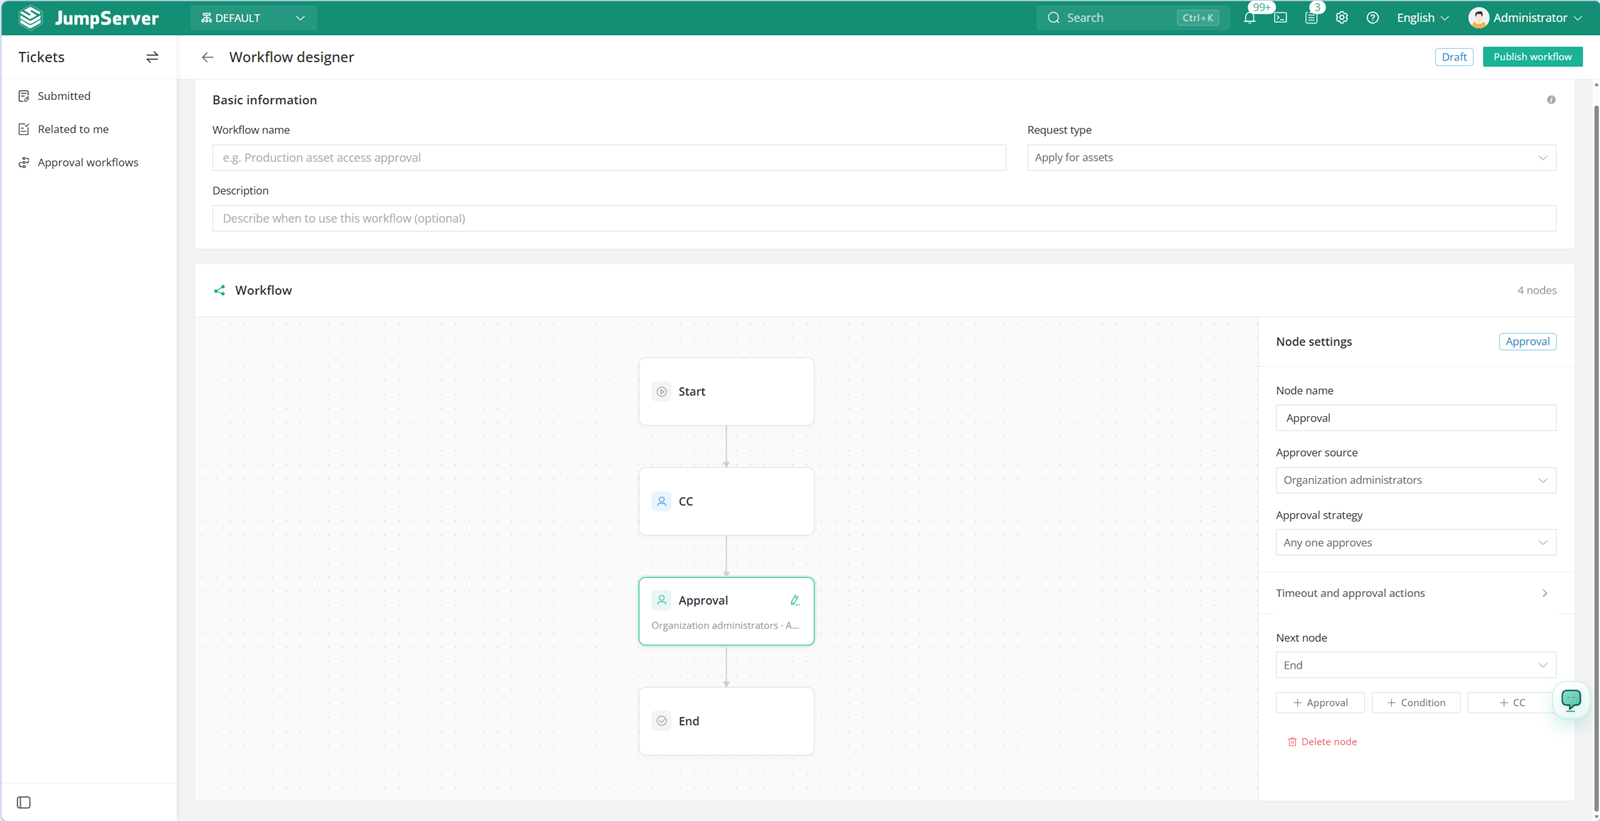 JumpServer
DEFAULT
Search
Ctrl+K
99+
3
English
Administrator
Tickets
Workflow designer
Draft
Publish workflow
Submitted
Related to me
Approval workflows
Basic information
Workflow name
Request type
e.g. Production asset access approval
Apply for assets
Description
Describe when to use this workflow (optional)
Workflow
4 nodes
Start
CC
Approval
Organization administrators · A...
End
Node settings
Approval
Node name
Approval
Approver source
Organization administrators
Approval strategy
Any one approves
Timeout and approval actions
Next node
End
+ Approval
+ Condition
+ CC
Delete node